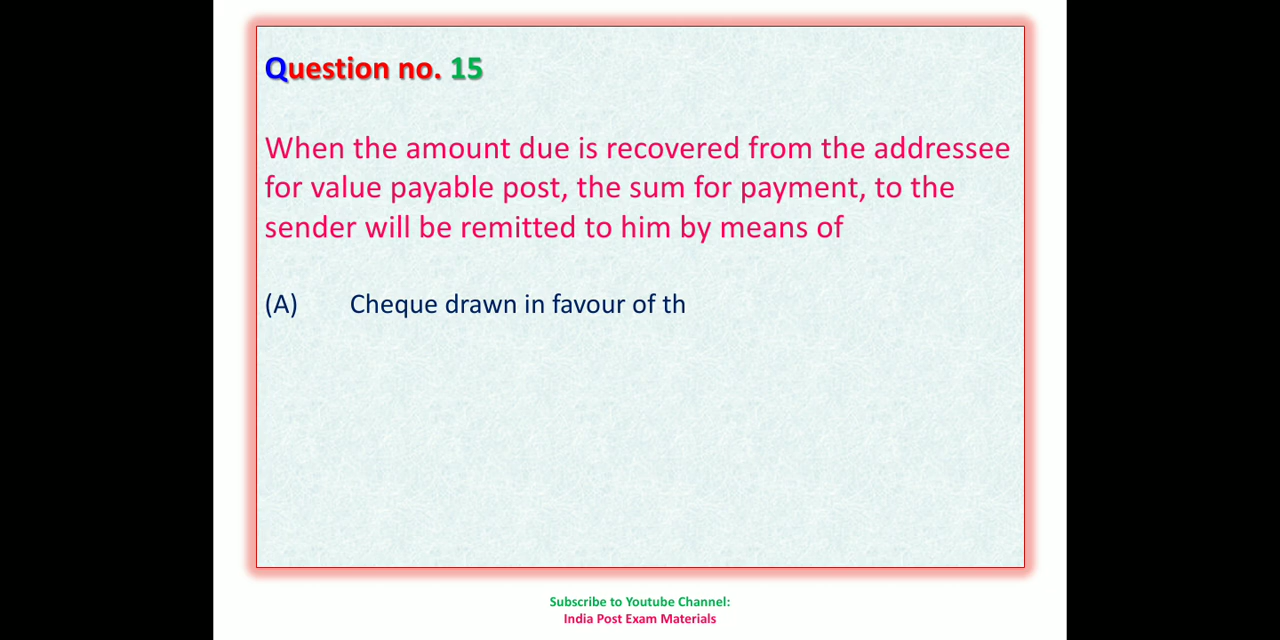 Question no. 15
When the amount due is recovered from the addressee
for value payable post, the sum for payment, to the
sender will be remitted to him by means of
(A) Cheque drawn in favour of th
Subscribe to Youtube Channel:
India Post Exam Materials